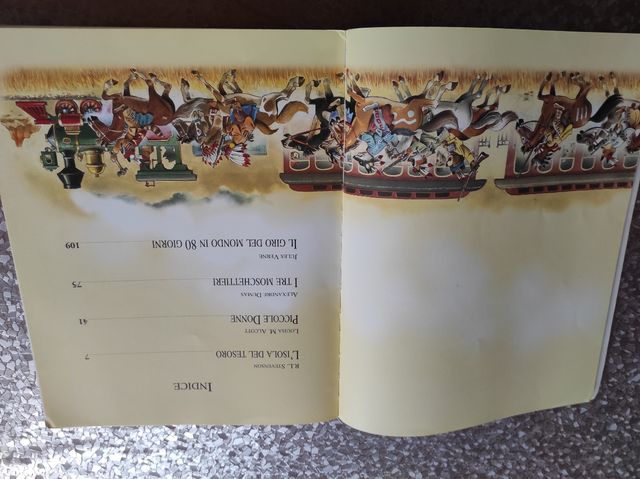 INDICE
R.L. STEVENSON
L'ISOLA DEL TESORO 7
LOUISA M. ALCOTT
PICCOLE DONNE 41
ALEXANDRE DUMAS
I TRE MOSCHETTIERI 75
JULES VERNE
IL GIRO DEL MONDO IN 80 GIORNI 109